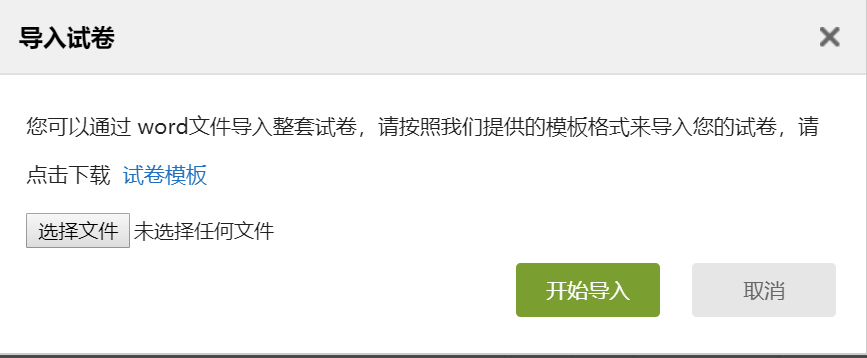 导入试卷
您可以通过 word文件导入整套试卷，请按照我们提供的模板格式来导入您的试卷，请
点击下载 试卷模板
选择文件 未选择任何文件
开始导入 取消